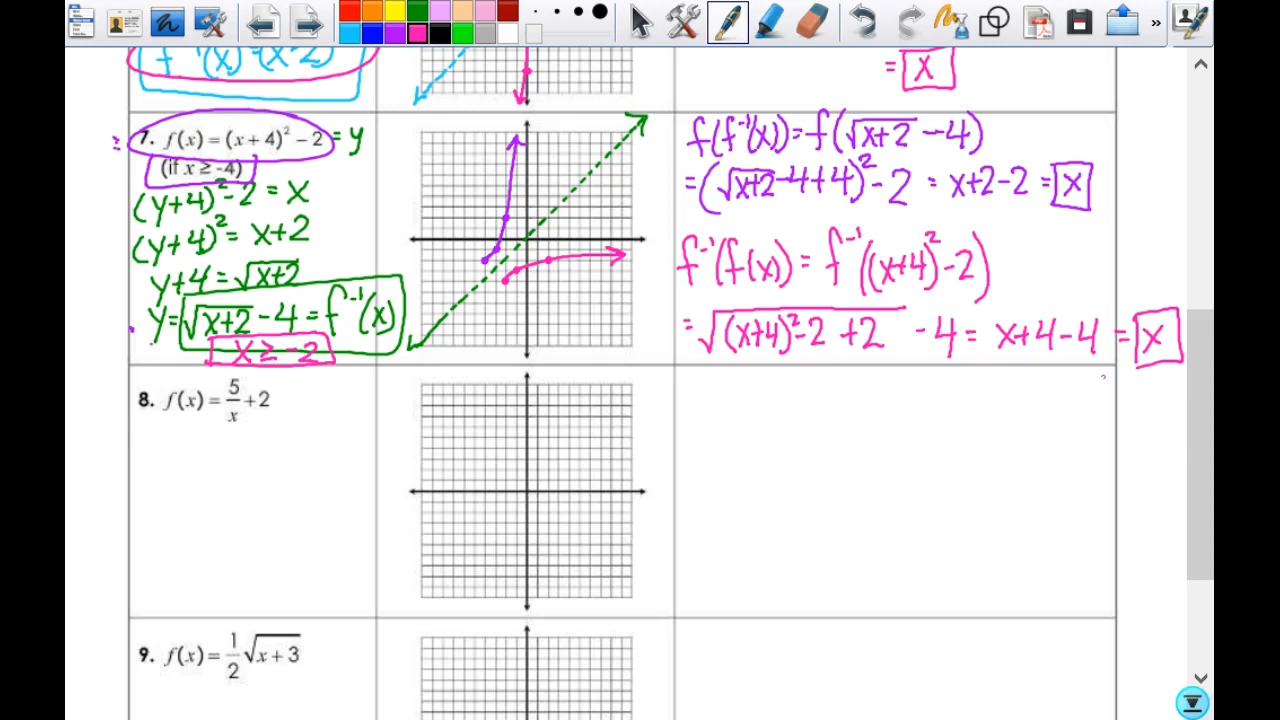 f⁻¹(x) (x-2)
= x
7. f(x) = (x + 4)² − 2 = y
(if x ≥ -4)
(y+4)² - 2 = x
(y+4)² = x+2
y+4 = √x+2
y = √x+2 - 4 = f⁻¹(x)
x ≥ -2
f(f⁻¹(x)) = f(√x+2 - 4)
= (√x+2 - 4 + 4)² - 2 = x+2-2 = x
f⁻¹(f(x)) = f⁻¹((x+4)² - 2)
= √(x+4)² - 2 + 2 - 4 = x+4-4 = x
8. f(x) = 5/x + 2
9. f(x) = 1/2 √x + 3